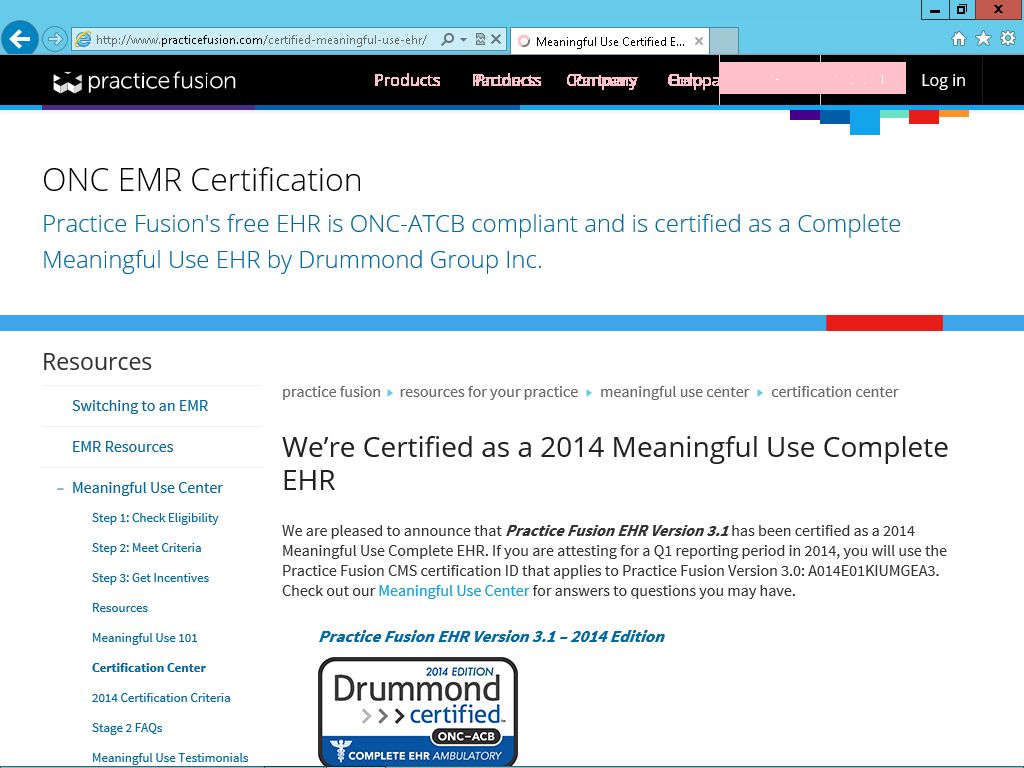 http://www.practicefusion.com/certified-meaningful-use-ehr/
Meaningful Use Certified E...
practice fusion
Products
Log in
ONC EMR Certification
Practice Fusion's free EHR is ONC-ATCB compliant and is certified as a Complete
Meaningful Use EHR by Drummond Group Inc.
Resources
Switching to an EMR
EMR Resources
– Meaningful Use Center
Step 1: Check Eligibility
Step 2: Meet Criteria
Step 3: Get Incentives
Resources
Meaningful Use 101
Certification Center
2014 Certification Criteria
Stage 2 FAQs
Meaningful Use Testimonials
practice fusion ▸ resources for your practice ▸ meaningful use center ▸ certification center
We’re Certified as a 2014 Meaningful Use Complete
EHR
We are pleased to announce that Practice Fusion EHR Version 3.1 has been certified as a 2014
Meaningful Use Complete EHR. If you are attesting for a Q1 reporting period in 2014, you will use the
Practice Fusion CMS certification ID that applies to Practice Fusion Version 3.0: A014E01KIUMGEA3.
Check out our Meaningful Use Center for answers to questions you may have.
Practice Fusion EHR Version 3.1 – 2014 Edition
2014 EDITION
Drummond
certified™
ONC–ACB
COMPLETE EHR AMBULATORY